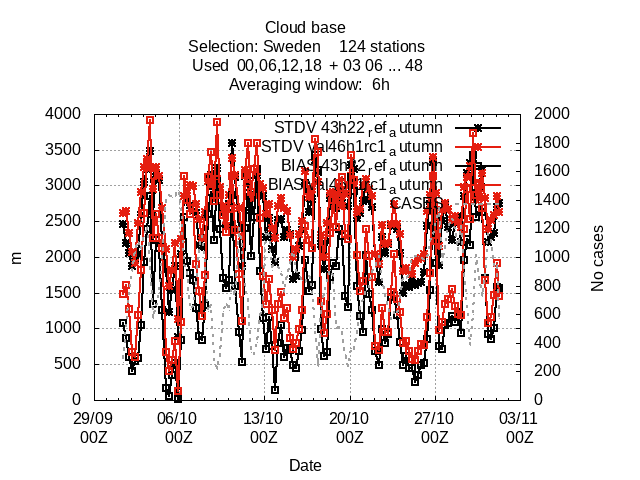 Cloud base
Selection: Sweden 124 stations
Used 00,06,12,18 + 03 06 ... 48
Averaging window: 6h
4000
3500
3000
2500
2000
1500
1000
500
0
m
2000
1800
1600
1400
1200
1000
800
600
400
200
0
No cases
STDV 43h22ref autumn
STDV
BIAS
BIAS
CASES
29/09 06/10 13/10 20/10 27/10 03/11
00Z 00Z 00Z 00Z 00Z 00Z
Date